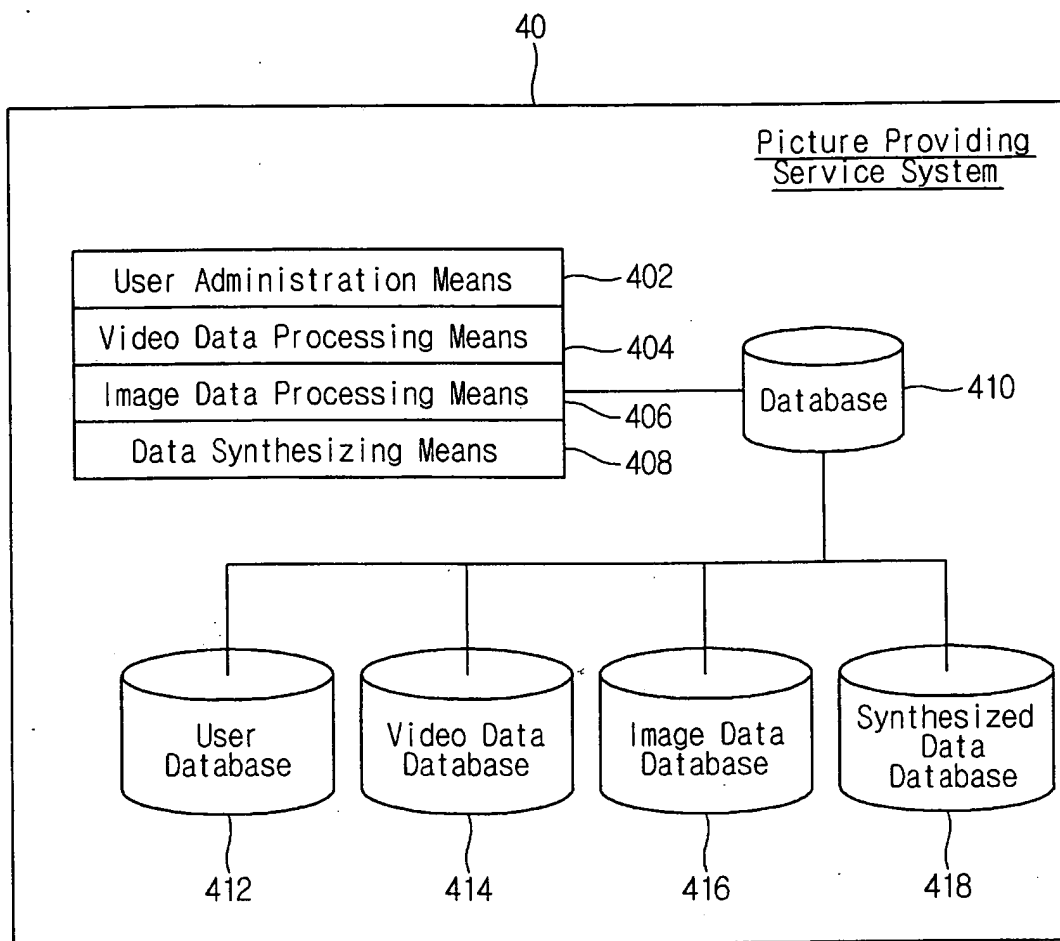 40
Picture Providing
Service System
User Administration Means
402
Video Data Processing Means
404
Image Data Processing Means
406
Data Synthesizing Means
408
Database
410
User
Database
Video Data
Database
Image Data
Database
Synthesized
Data
Database
412
414
416
418